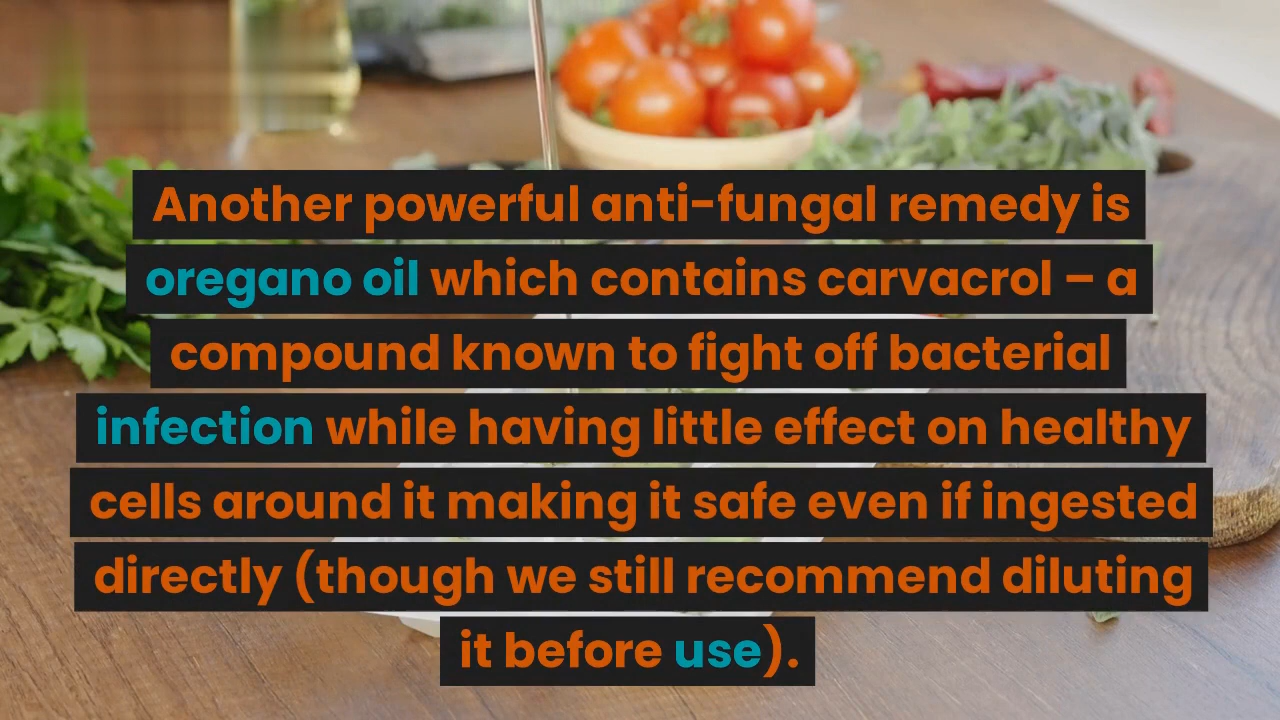 Another powerful anti-fungal remedy is
oregano oil which contains carvacrol – a
compound known to fight off bacterial
infection while having little effect on healthy
cells around it making it safe even if ingested
directly (though we still recommend diluting
it before use).